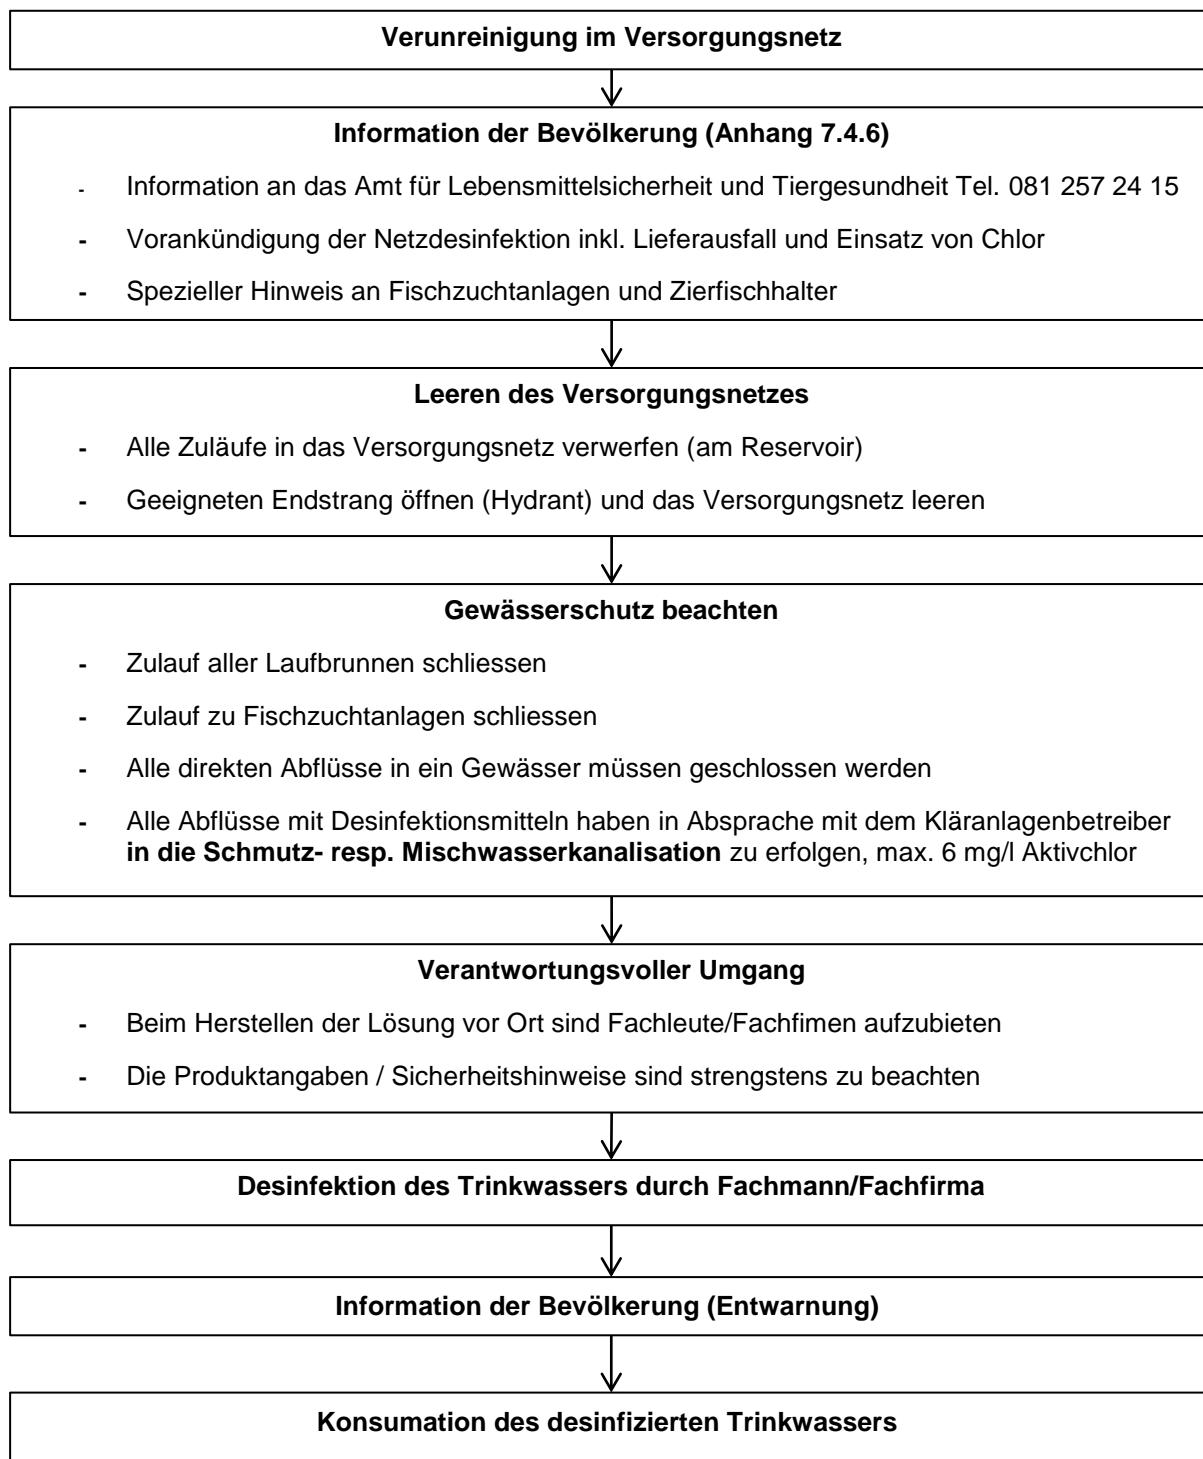 Verunreinigung im Versorgungsnetz
Information der Bevölkerung (Anhang 7.4.6)
- Information an das Amt für Lebensmittelsicherheit und Tiergesundheit Tel. 081 257 24 15
- Vorankündigung der Netzdesinfektion inkl. Lieferausfall und Einsatz von Chlor
- Spezieller Hinweis an Fischzuchtanlagen und Zierfischhalter
Leeren des Versorgungsnetzes
- Alle Zuläufe in das Versorgungsnetz verwerfen (am Reservoir)
- Geeigneten Endstrang öffnen (Hydrant) und das Versorgungsnetz leeren
Gewässerschutz beachten
- Zulauf aller Laufbrunnen schliessen
- Zulauf zu Fischzuchtanlagen schliessen
- Alle direkten Abflüsse in ein Gewässer müssen geschlossen werden
- Alle Abflüsse mit Desinfektionsmitteln haben in Absprache mit dem Kläranlagenbetreiber
in die Schmutz- resp. Mischwasserkanalisation zu erfolgen, max. 6 mg/l Aktivchlor
Verantwortungsvoller Umgang
- Beim Herstellen der Lösung vor Ort sind Fachleute/Fachfimen aufzubieten
- Die Produktangaben / Sicherheitshinweise sind strengstens zu beachten
Desinfektion des Trinkwassers durch Fachmann/Fachfirma
Information der Bevölkerung (Entwarnung)
Konsumation des desinfizierten Trinkwassers